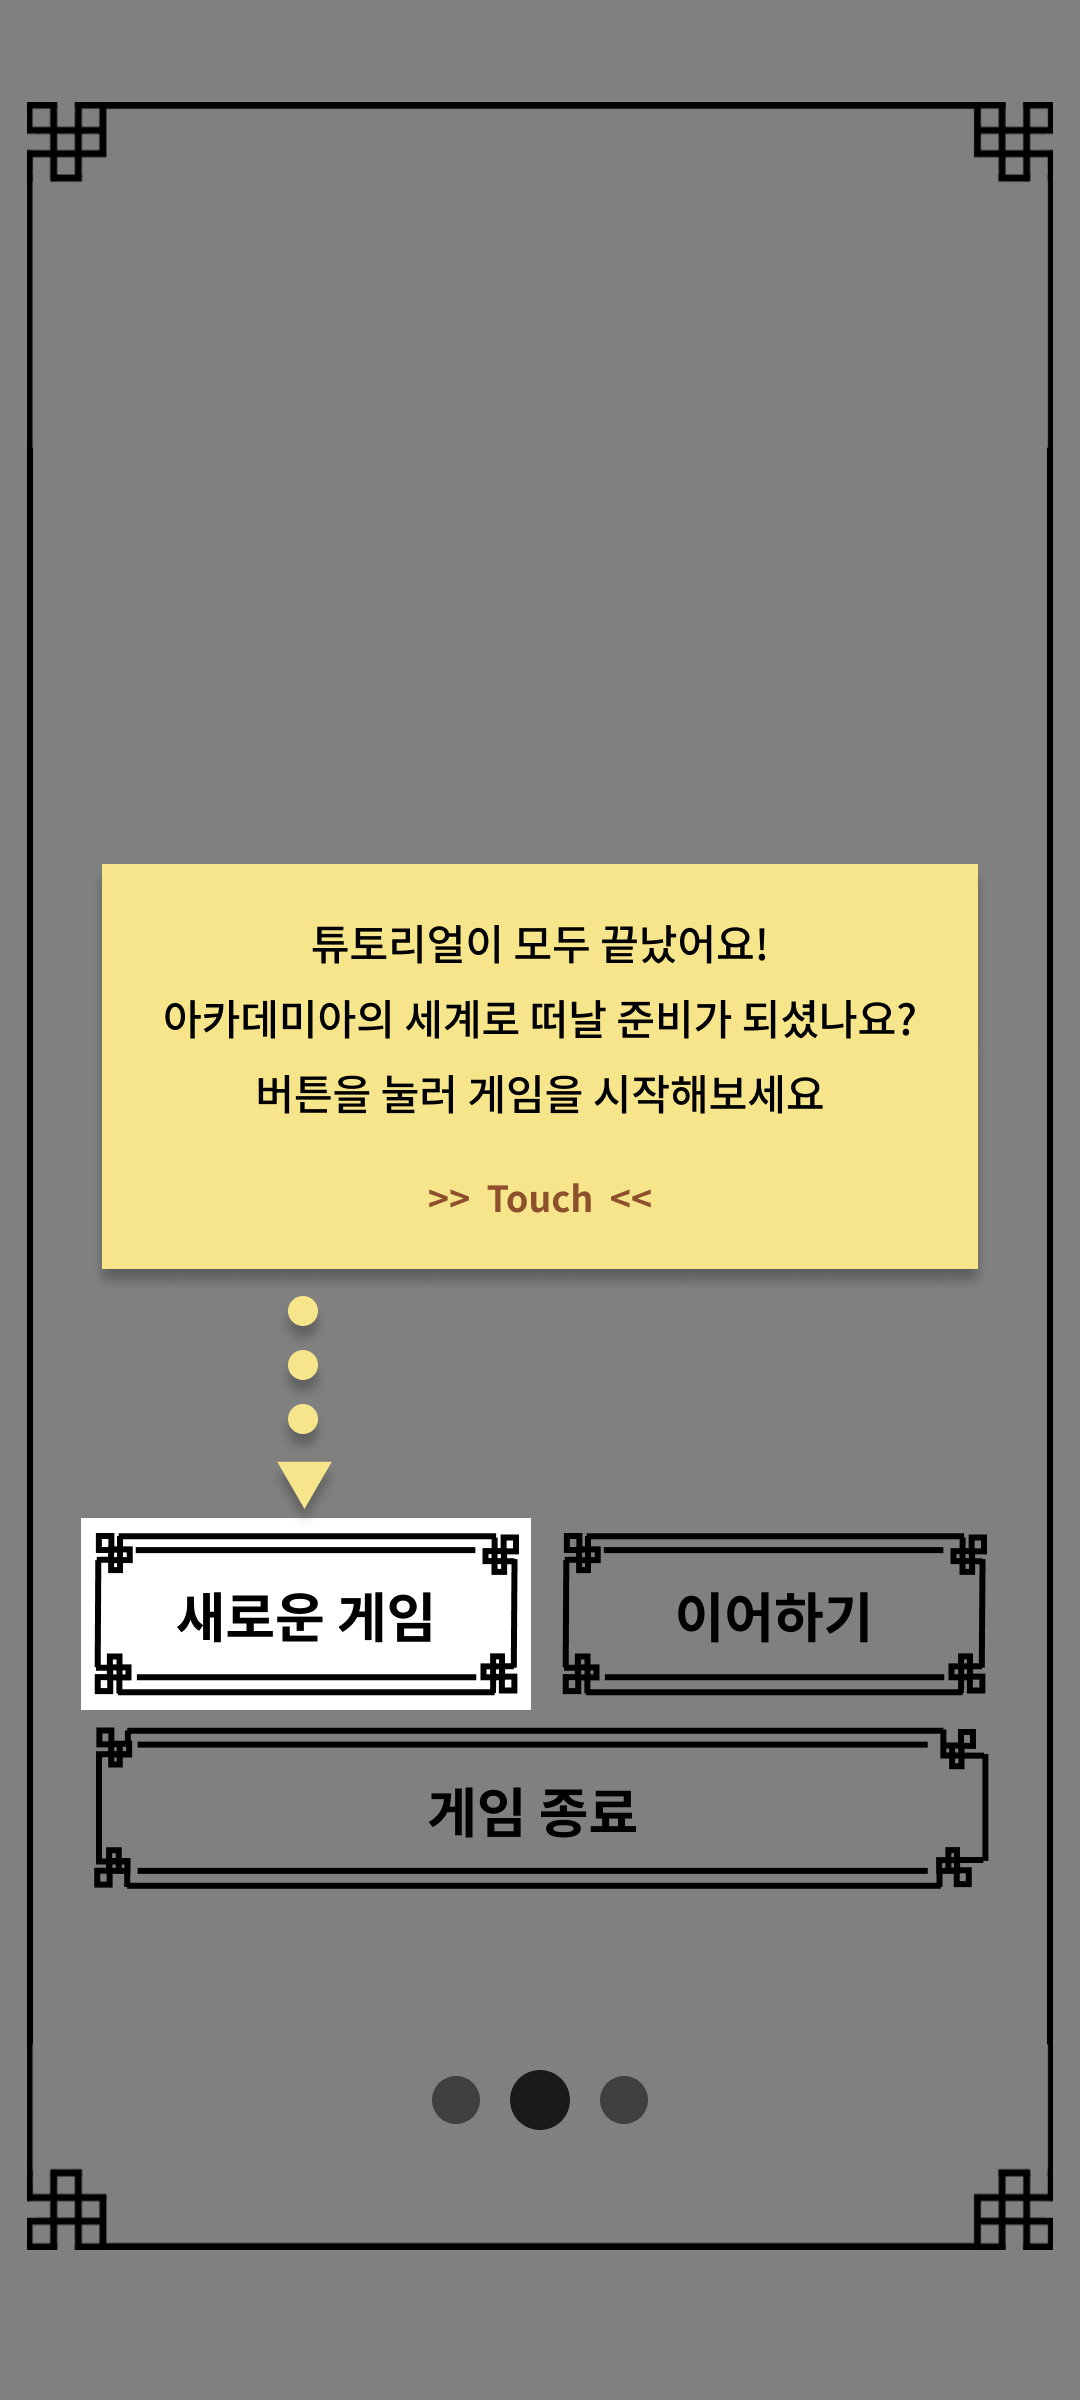 튜토리얼이 모두 끝났어요!
아카데미아의 세계로 떠날 준비가 되셨나요?
버튼을 눌러 게임을 시작해보세요
>> Touch <<
새로운 게임
이어하기
게임 종료